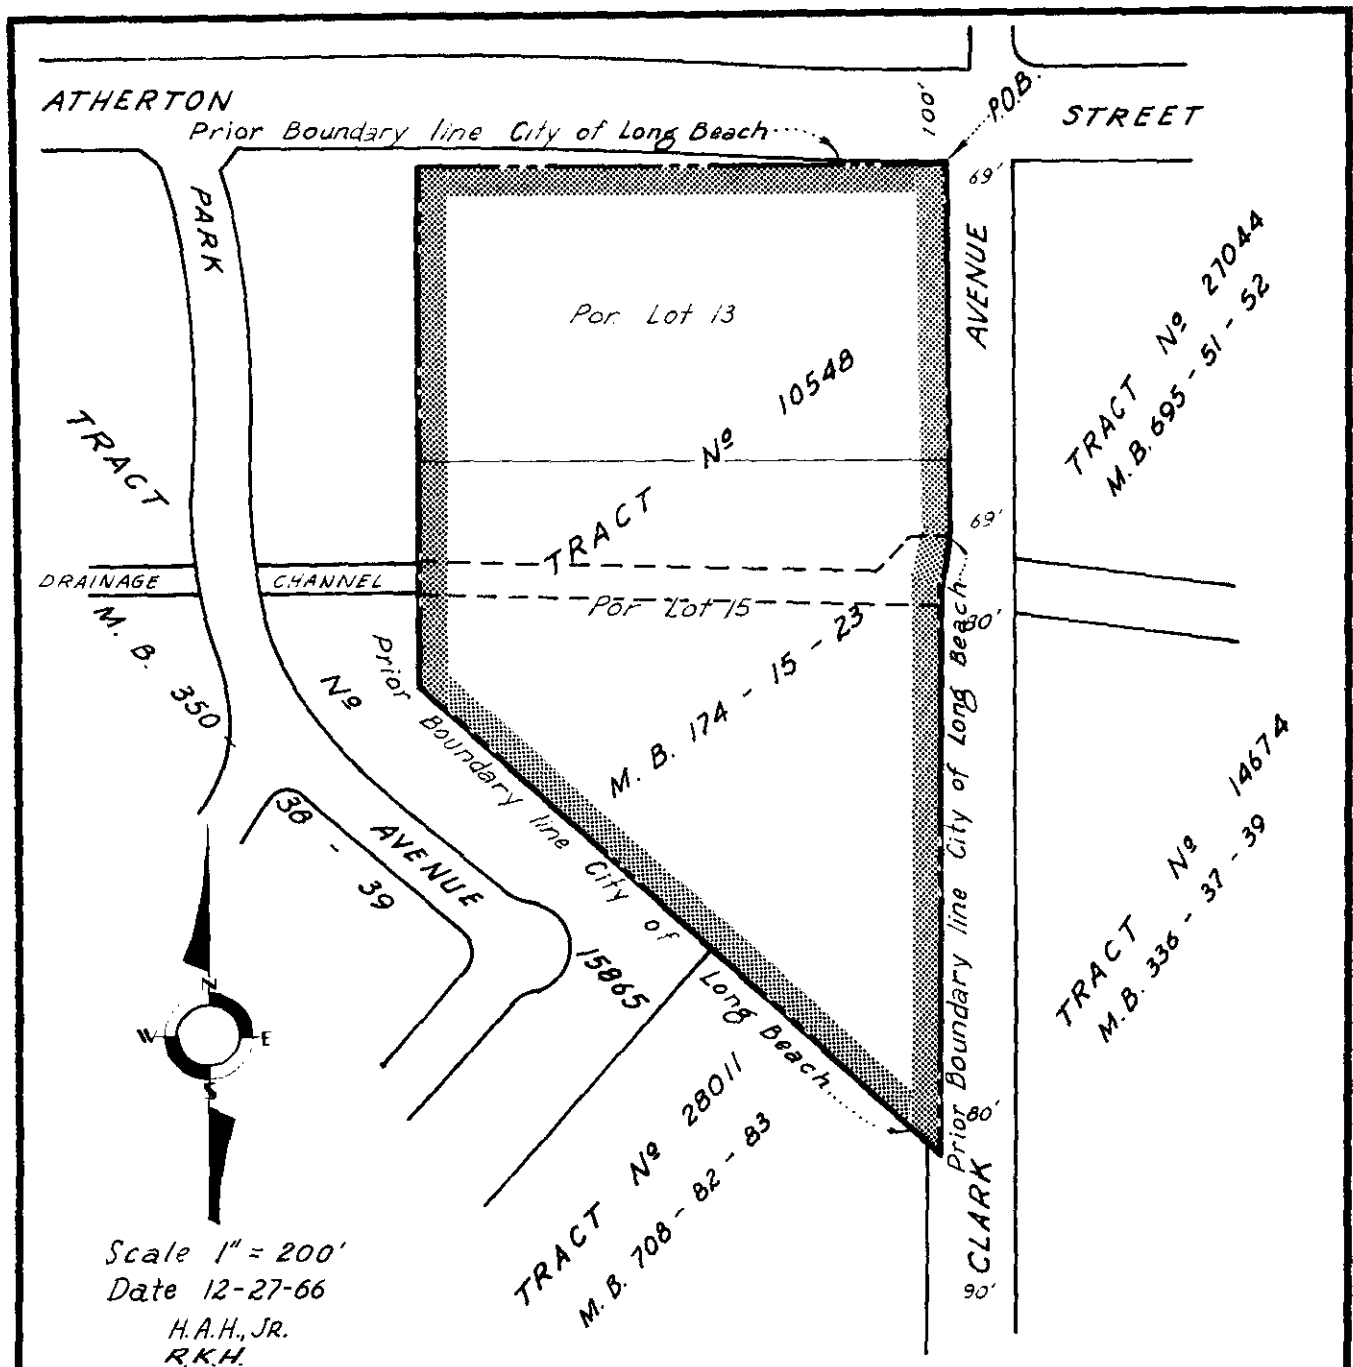 ATHERTON
STREET
Prior Boundary line City of Long Beach
100'
P.O.B.
69'
PARK
AVENUE
Por. Lot 13
TRACT Nº 10548
M. B. 174 - 15 - 23
TRACT Nº 27044
M. B. 695 - 51 - 52
69'
TRACT
Nº
15865
M. B. 350
38 - 39
DRAINAGE CHANNEL
Por Lot 15
80'
Prior Boundary line City of Long Beach
Prior Boundary line City of Long Beach
AVENUE
TRACT Nº 14674
M. B. 336 - 37 - 39
80'
TRACT Nº 28011
M. B. 708 - 82 - 83
CLARK
90'
N
W
E
S
Scale 1" = 200'
Date 12-27-66
H.A.H., JR.
R.K.H.